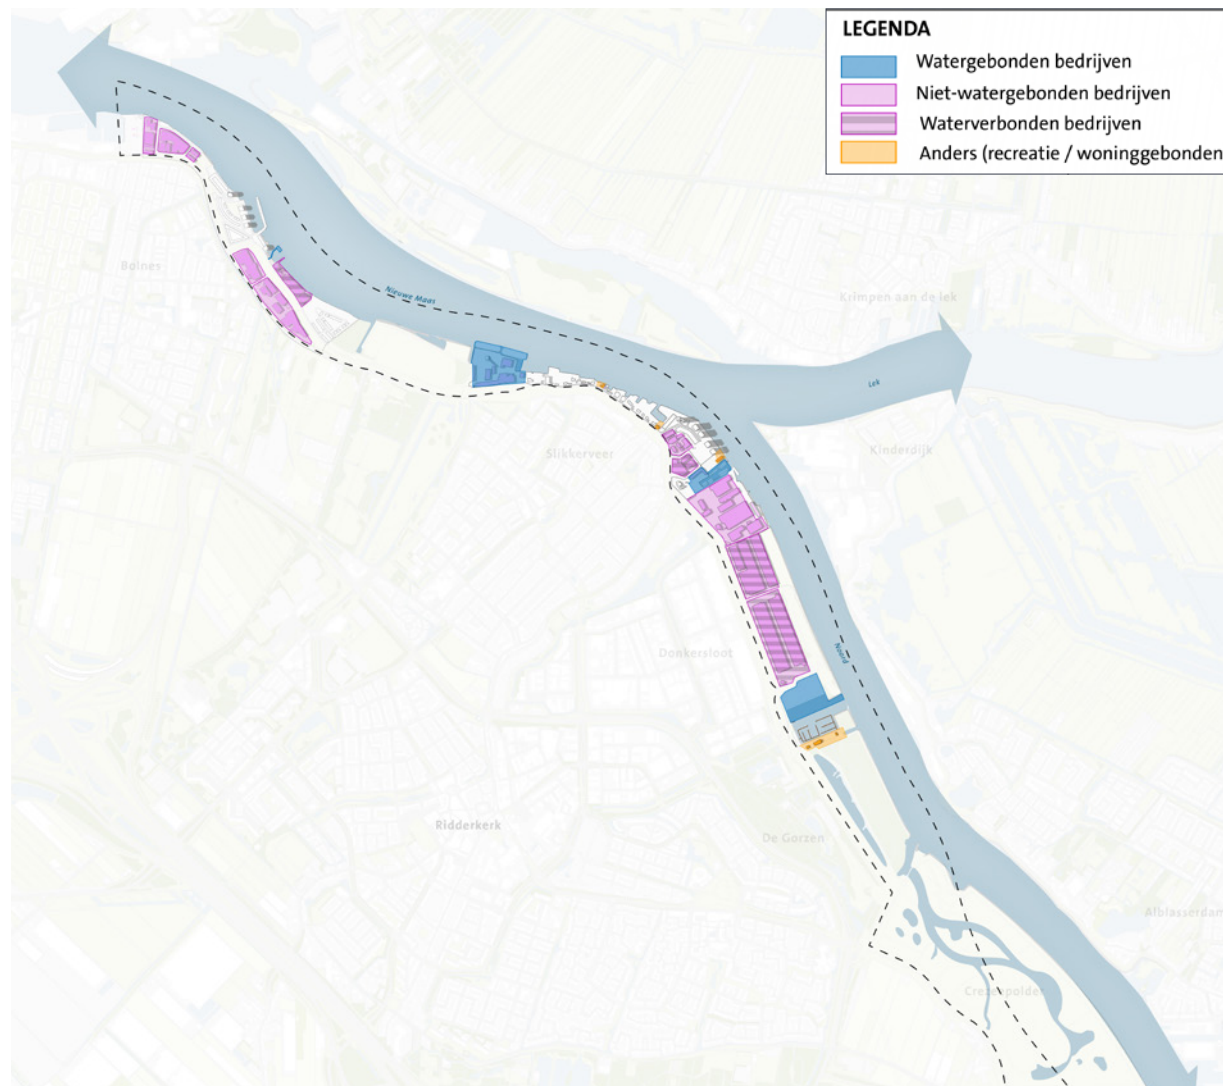 LEGENDA
Watergebonden bedrijven
Niet-watergebonden bedrijven
Waterverbonden bedrijven
Anders (recreatie / woninggebonden
Bolnes
Nieuwe Maas
Krimpen aan de lek
Lek
Slikkerveer
Kinderdijk
Donkersloot
Noord
Ridderkerk
De Gorzen
Alblasserdam
Crezeepolder